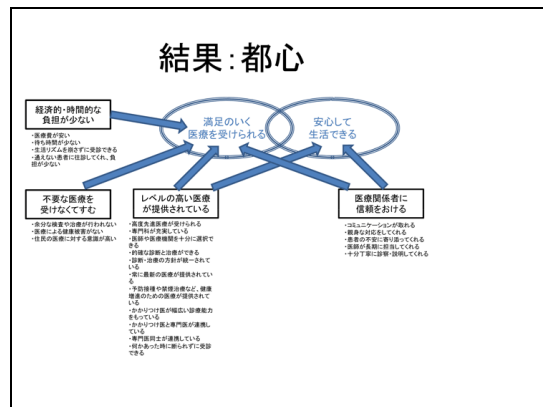 結果:都心
経済的・時間的な
負担が少ない
・医療費が安い
・待ち時間が少ない
・生活リズムを崩さずに受診できる
・通えない患者に往診してくれ、負
担が少ない
満足のいく
医療を受けられる
安心して
生活できる
不要な医療を
受けなくてすむ
・余分な検査や治療が行われない
・医療による健康被害がない
・住民の医療に対する意識が高い
レベルの高い医療
が提供されている
・高度先進医療が受けられる
・専門科が充実している
・医師や医療機関を十分に選択で
きる
・的確な診断と治療ができる
・診断・治療の方針が統一されて
いる
・常に最新の医療が提供されてい
る
・予防接種や禁煙治療など、健康
増進のための医療が提供されて
いる
・かかりつけ医が幅広い診療能力
をもっている
・かかりつけ医と専門医が連携し
ている
・専門医同士が連携している
・何かあった時に断られずに受診
できる
医療関係者に
信頼をおける
・コミュニケーションが取れる
・親身な対応をしてくれる
・患者の不安に寄り添ってくれる
・医師が長期に担当してくれる
・十分丁寧に診察・説明してくれる